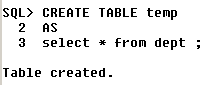 SQL> CREATE TABLE temp
2 AS
3 select * from dept ;
Table created.